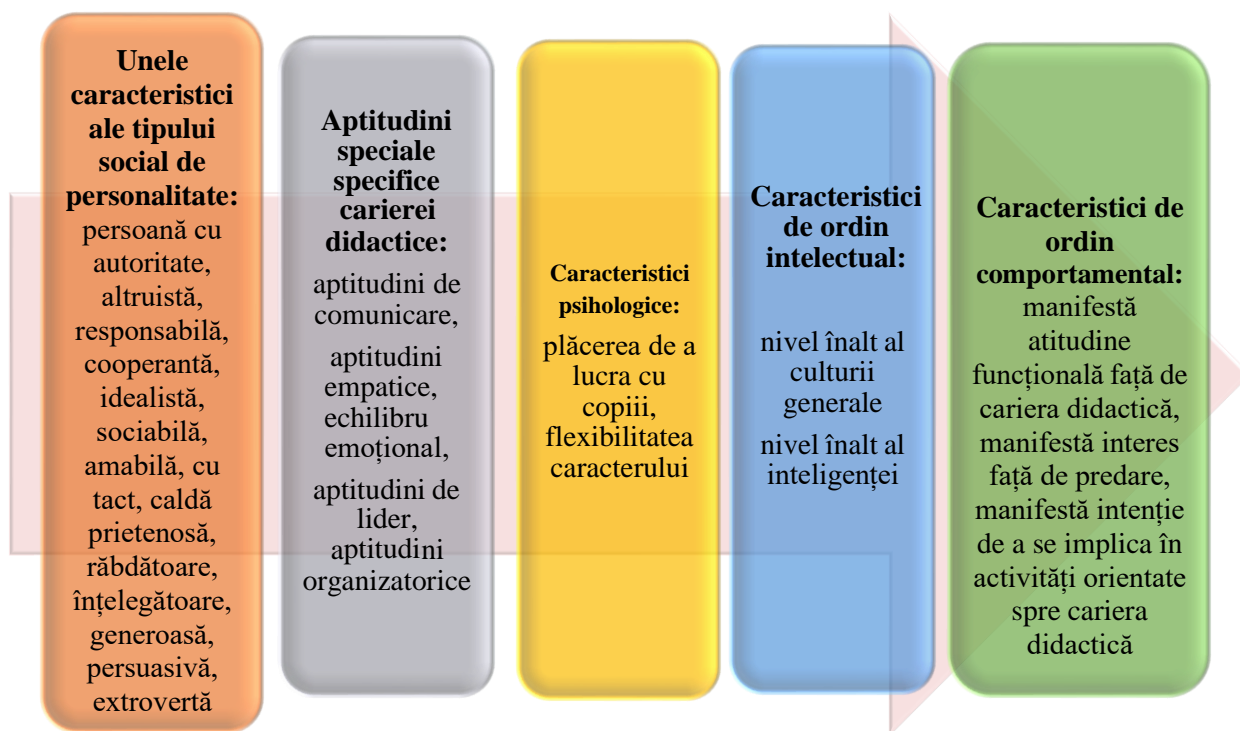 Unele
caracteristici
ale tipului
social de
personalitate:
persoană cu
autoritate,
altruistă,
responsabilă,
cooperantă,
idealistă,
sociabilă,
amabilă, cu
tact, caldă
prietenosă,
răbdătoare,
înțelegătoare,
generoasă,
persuasivă,
extrovertă
Aptitudini
speciale
specifice
carierei
didactice:
aptitudini de
comunicare,
aptitudini
empatice,
echilibru
emoțional,
aptitudini de
lider,
aptitudini
organizatorice
Caracteristici
psihologice:
plăcerea de a
lucra cu
copiii,
flexibilitatea
caracterului
Caracteristici
de ordin
intelectual:
nivel înalt al
culturii
generale
nivel înalt al
inteligenței
Caracteristici de
ordin
comportamental:
manifestă
atitudine
funcțională față de
cariera didactică,
manifestă interes
față de predare,
manifestă intenție
de a se implica în
activități orientate
spre cariera
didactică